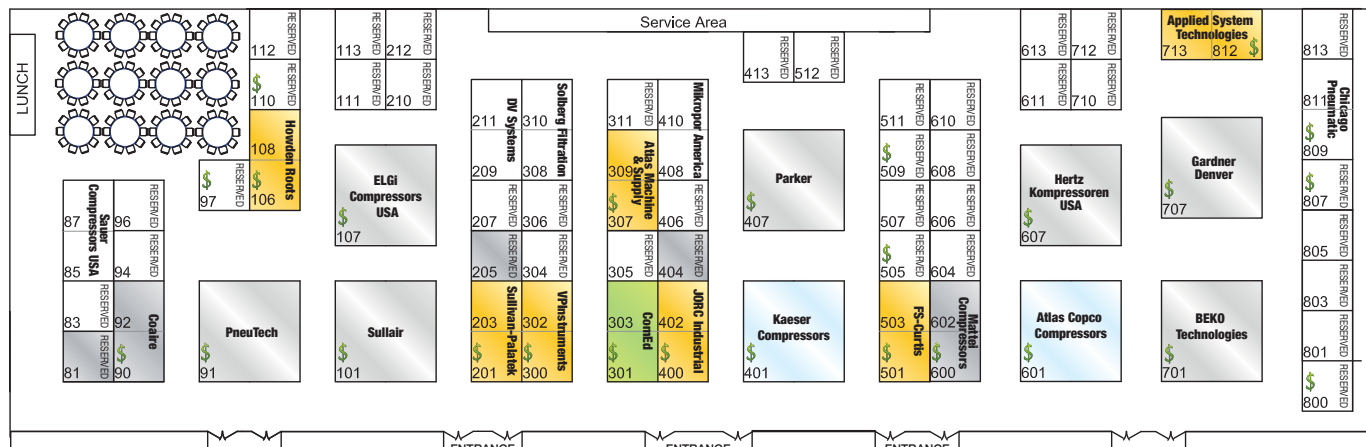 Service Area
LUNCH
RESERVED
112
$
RESERVED
110
Howden Roots
108
$
106
$
RESERVED
97
RESERVED
113
RESERVED
212
RESERVED
111
RESERVED
210
ELGi
Compressors
USA
$
107
Sauer
Compressors USA
87
85
RESERVED
96
RESERVED
94
RESERVED
83
RESERVED
81
Coaire
92
$
90
PneuTech
$
91
Sullair
$
101
DV Systems
211
209
Solberg Filtration
310
308
RESERVED
207
RESERVED
306
RESERVED
205
RESERVED
304
Sullivan-Palatek
203
$
201
VPInstruments
302
$
300
RESERVED
311
Mikropor America
410
408
Atlas Machine
& Supply
309
$
307
RESERVED
406
RESERVED
305
RESERVED
404
ComEd
303
$
301
JORC Industrial
402
$
400
RESERVED
413
RESERVED
512
Parker
$
407
Kaeser
Compressors
$
401
RESERVED
511
RESERVED
610
$
RESERVED
509
RESERVED
608
RESERVED
507
RESERVED
606
$
RESERVED
505
RESERVED
604
FS-Curtis
503
$
501
Mattei
Compressors
602
$
600
RESERVED
613
RESERVED
712
RESERVED
611
RESERVED
710
Hertz
Kompressoren
USA
$
607
Atlas Copco
Compressors
$
601
Applied System
Technologies
713
812
$
Gardner
Denver
$
707
BEKO
Technologies
$
701
RESERVED
813
Chicago
Pneumatic
811
$
809
$
RESERVED
807
RESERVED
805
RESERVED
803
RESERVED
801
$
RESERVED
800
ENTRANCE
ENTRANCE
ENTRANCE